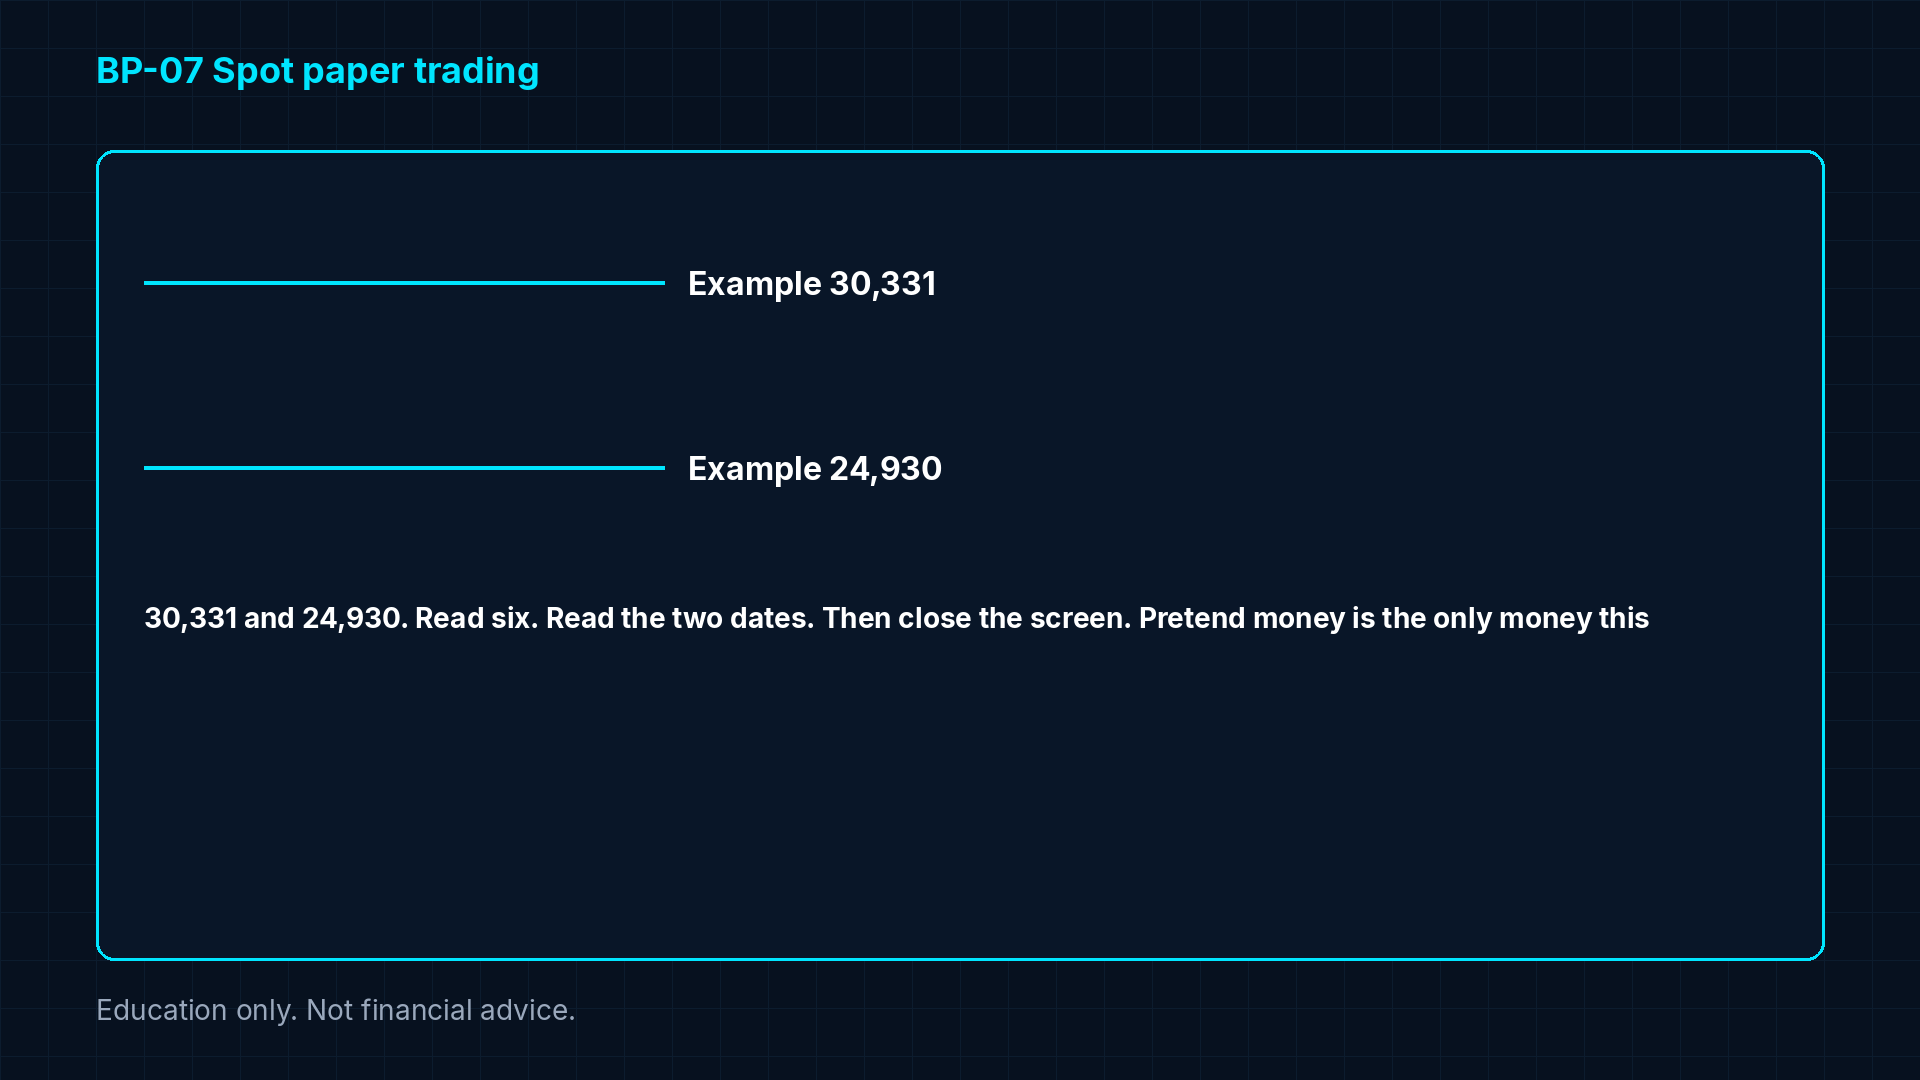 BP-07 Spot paper trading
Example 30,331
Example 24,930
30,331 and 24,930. Read six. Read the two dates. Then close the screen. Pretend money is the only money this
Education only. Not financial advice.